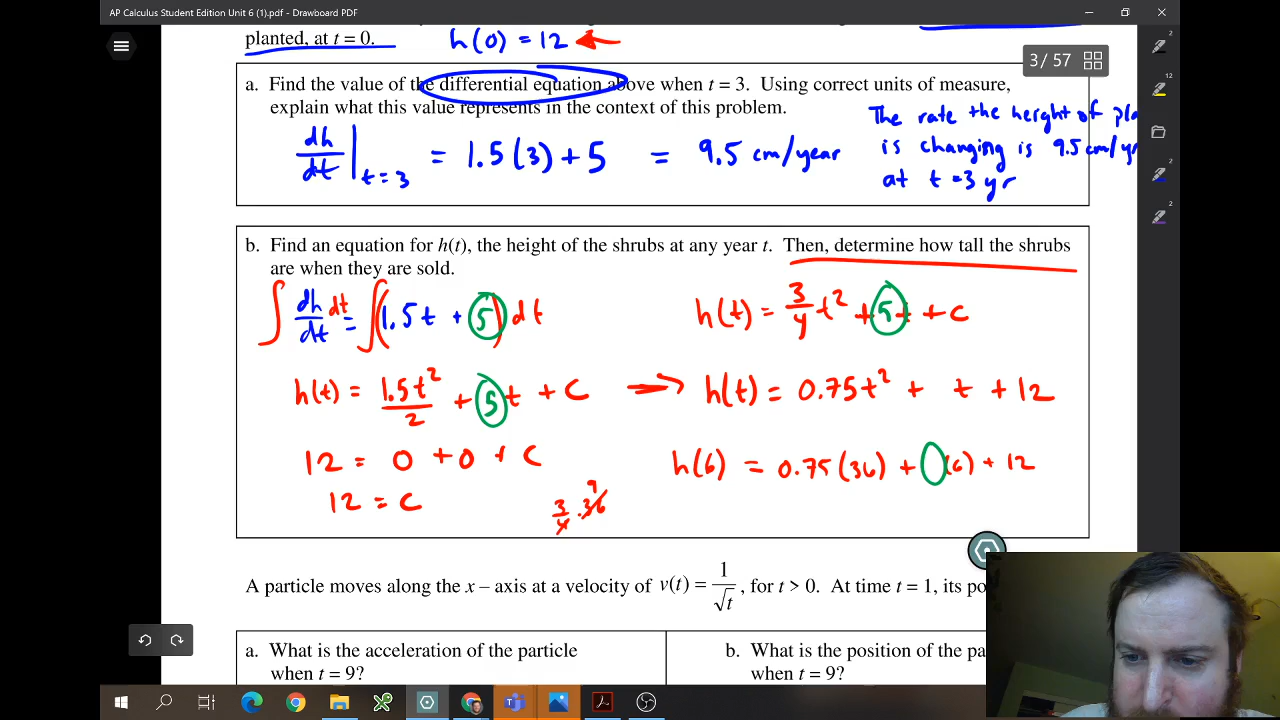 AP Calculus Student Edition Unit 6 (1).pdf - Drawboard PDF
planted, at t = 0.
h(0) = 12
3 / 57
a. Find the value of the differential equation above when t = 3. Using correct units of measure,
explain what this value represents in the context of this problem.
The rate the height of
is changing is 9.5 cm/yr
at t = 3 yr
dh/dt |t=3 = 1.5(3) + 5 = 9.5 cm/year
b. Find an equation for h(t), the height of the shrubs at any year t. Then, determine how tall the shrubs
are when they are sold.
∫ dh/dt dt = ∫(1.5t + 5) dt
h(t) = 3/4 t² + 5t + C
h(t) = 1.5t²/2 + 5t + C
→ h(t) = 0.75t² + t + 12
12 = 0 + 0 + C
h(6) = 0.75(36) + (6) + 12
12 = C
3/4 · 36
9
A particle moves along the x – axis at a velocity of v(t) = 1/√t, for t > 0. At time t = 1, its
a. What is the acceleration of the particle
when t = 9?
b. What is the position of the
when t = 9?